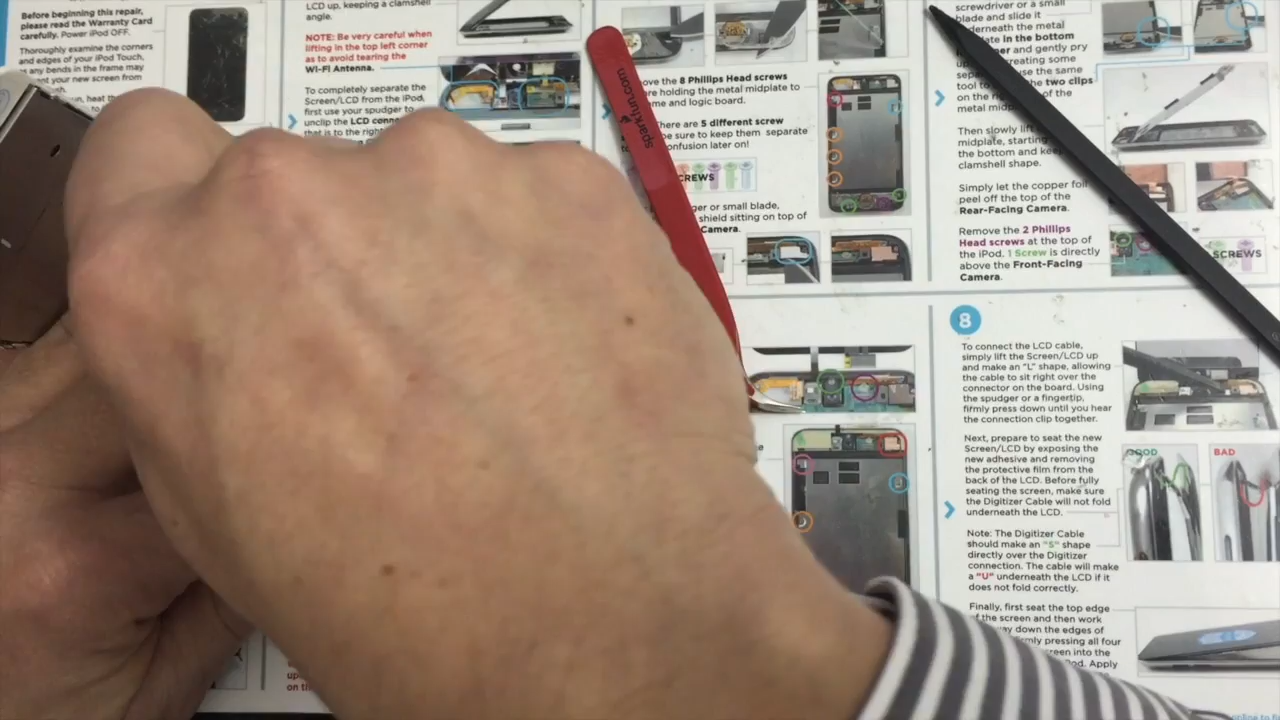 Before beginning this repair,
please read the Warranty Card
carefully. Power iPod OFF.
Thoroughly examine the corners
and edges of your iPod Touch,
any bends in the frame may
your new screen from
heat
LCD up, keeping a clamshell
angle.
NOTE: Be very careful when
lifting in the top left corner
as to avoid tearing the
Wi-Fi Antenna.
To completely separate the
Screen/LCD from the iPod,
first use your spudger to
unclip the LCD
that is to the right
sparkfun.com
the 8 Phillips Head screws
are holding the metal midplate to
and logic board.
There are 5 different screw
be sure to keep them separate
confusion later on!
SCREWS
or small blade,
shield sitting on top of
Camera.
screwdriver or a small
blade and slide it
underneath the metal
in the bottom
and gently pry
creating some
use the same
tool to the two clips
on the of the
metal
Then slowly lift
midplate, starting
the bottom and keep
clamshell shape.
Simply let the copper foil
peel off the top of the
Rear-Facing Camera.
Remove the 2 Phillips
Head screws at the top of
the iPod. 1 Screw is directly
above the Front-Facing
Camera.
SCREWS
8
To connect the LCD cable,
simply lift the Screen/LCD up
and make an "L" shape, allowing
the cable to sit right over the
connector on the board. Using
the spudger or a fingertip,
firmly press down until you hear
the connection clip together.
Next, prepare to seat the new
Screen/LCD by exposing the
new adhesive and removing
the protective film from the
back of the LCD. Before fully
seating the screen, make sure
the Digitizer Cable will not fold
underneath the LCD.
GOOD
BAD
Note: The Digitizer Cable
should make an "S" shape
directly over the Digitizer
connection. The cable will make
a "U" underneath the LCD if it
does not fold correctly.
Finally, first seat the top edge
of the screen and then work
way down the edges of
firmly pressing all four
screen into the
Apply
up
on